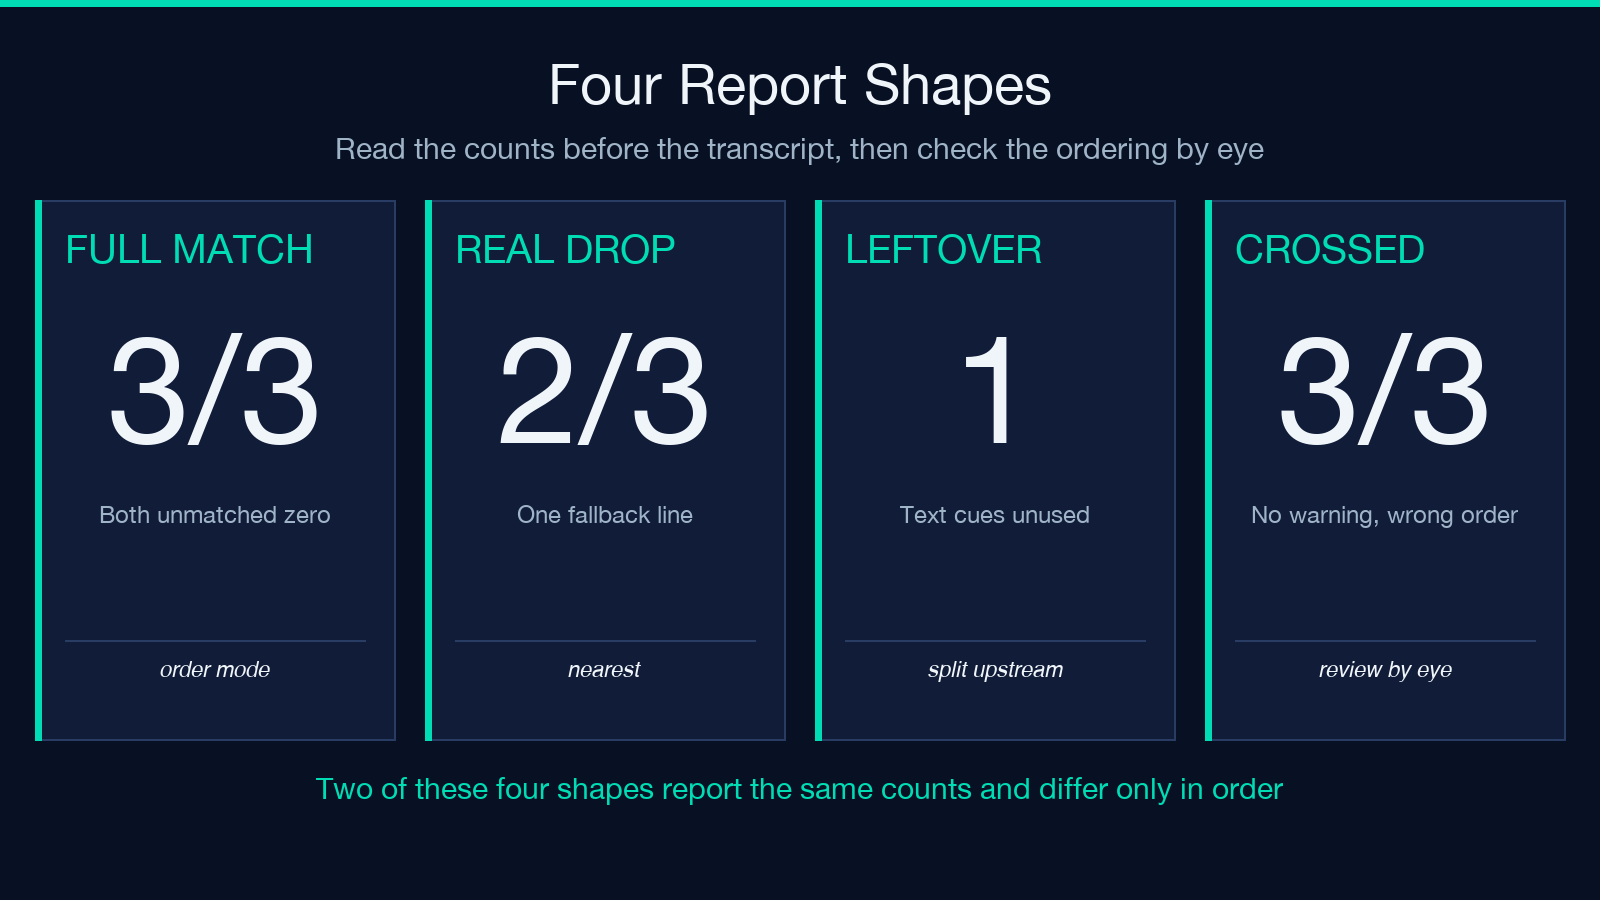 Four Report Shapes
Read the counts before the transcript, then check the ordering by eye
FULL MATCH
3/3
Both unmatched zero
order mode
REAL DROP
2/3
One fallback line
nearest
LEFTOVER
1
Text cues unused
split upstream
CROSSED
3/3
No warning, wrong order
review by eye
Two of these four shapes report the same counts and differ only in order